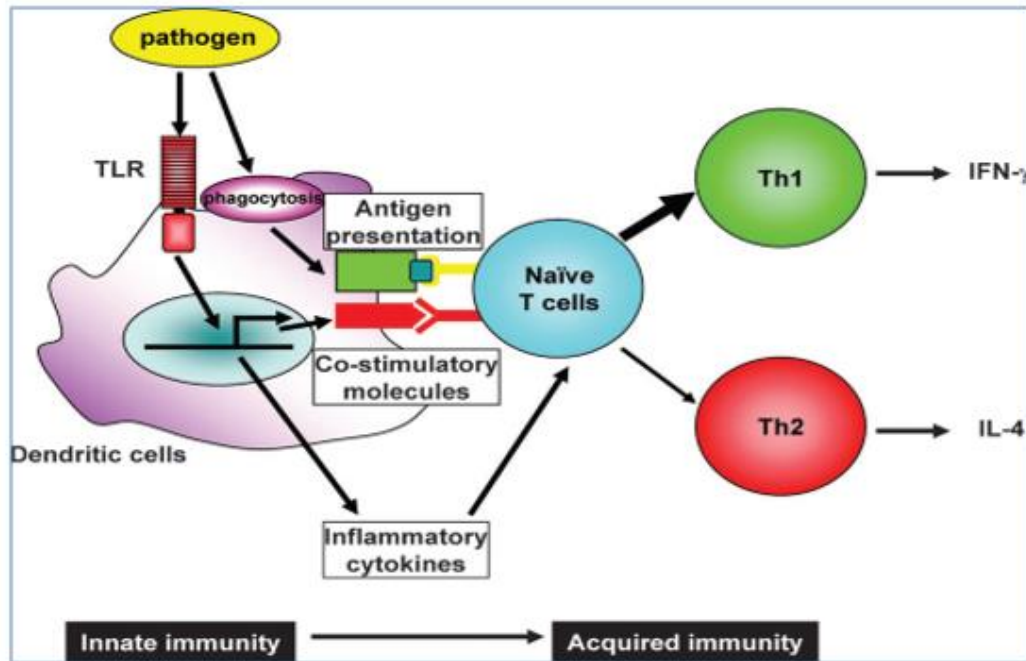 pathogen
TLR
phagocytosis
Antigen
presentation
Naïve
T cells
Th1
IFN-γ
Co-stimulatory
molecules
Th2
IL-4
Dendritic cells
Inflammatory
cytokines
Innate immunity
Acquired immunity